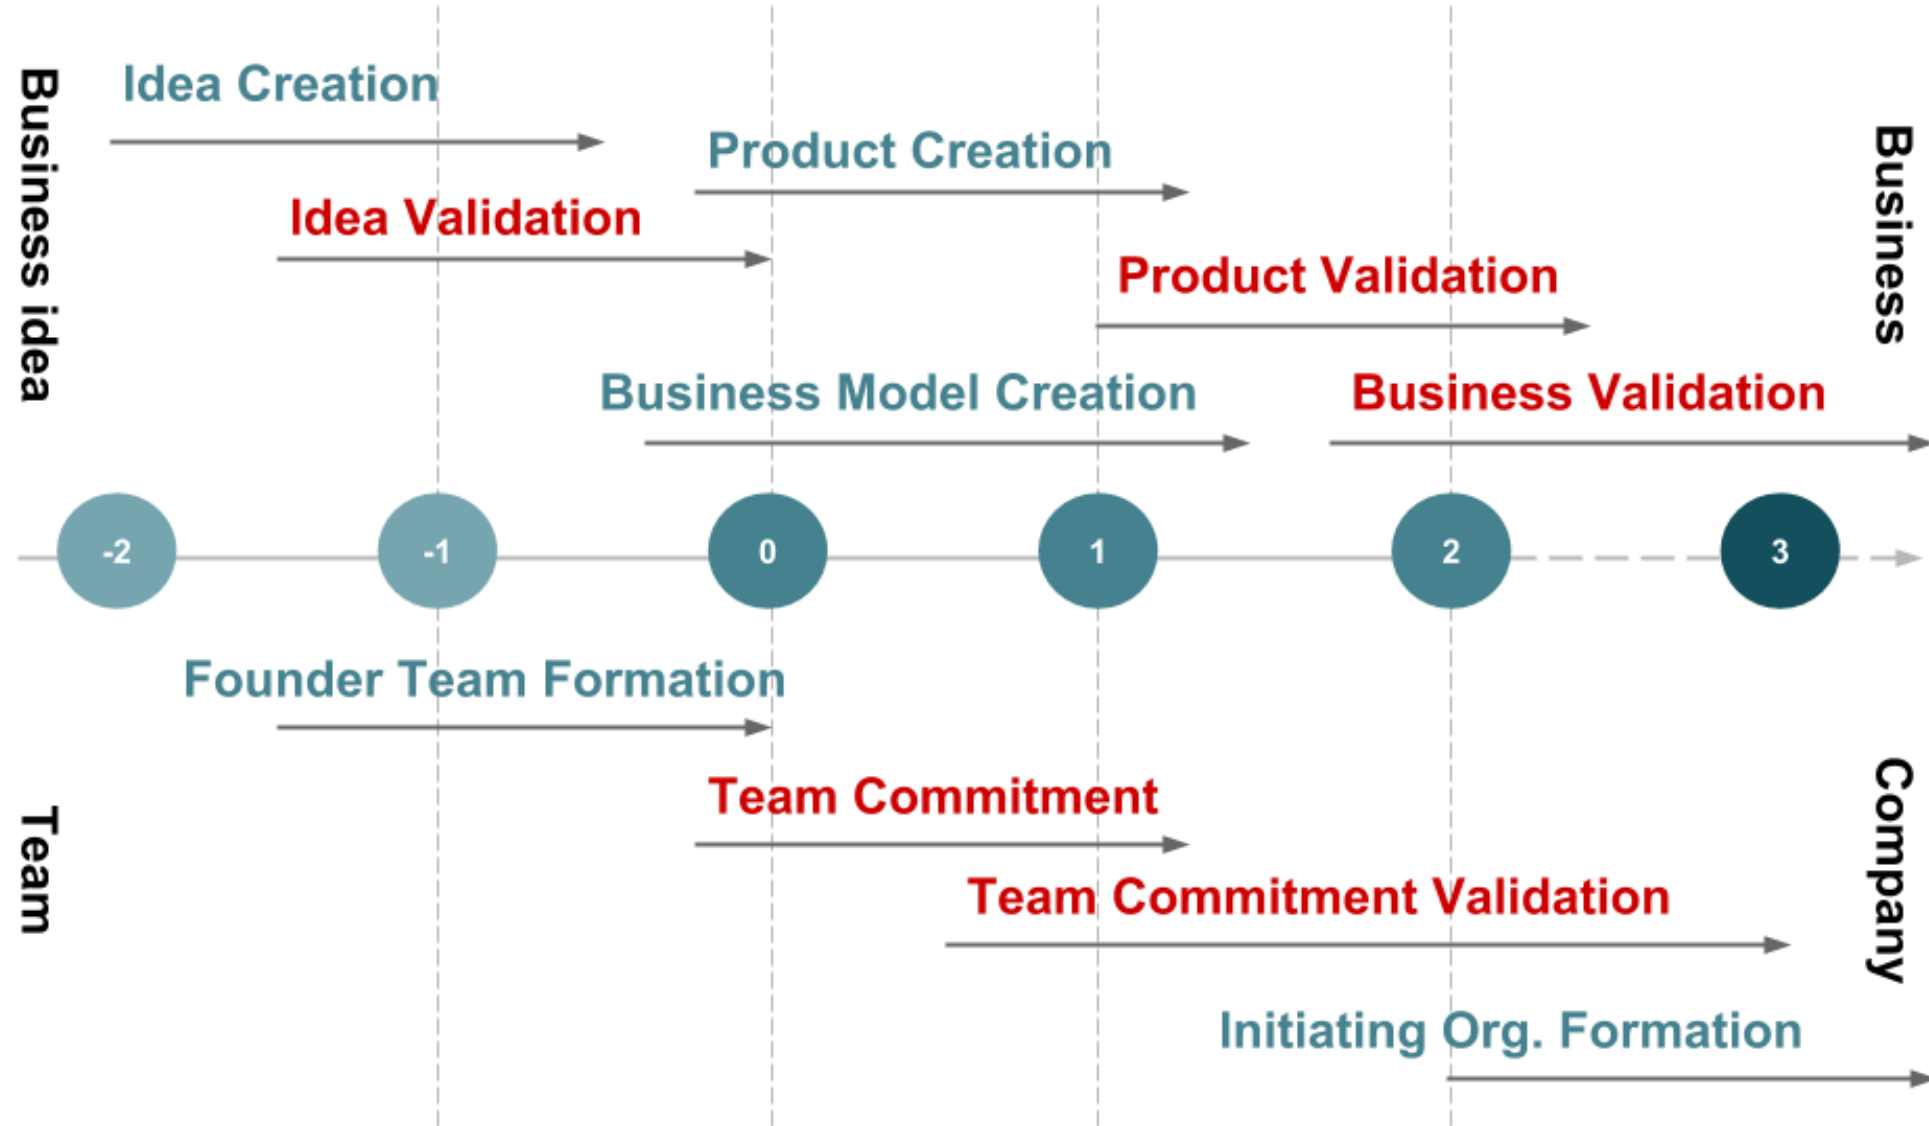 Business idea
Idea Creation
Product Creation
Idea Validation
Product Validation
Business Model Creation
Business Validation
Business
-2
-1
0
1
2
3
Founder Team Formation
Team Commitment
Team Commitment Validation
Initiating Org. Formation
Team
Company